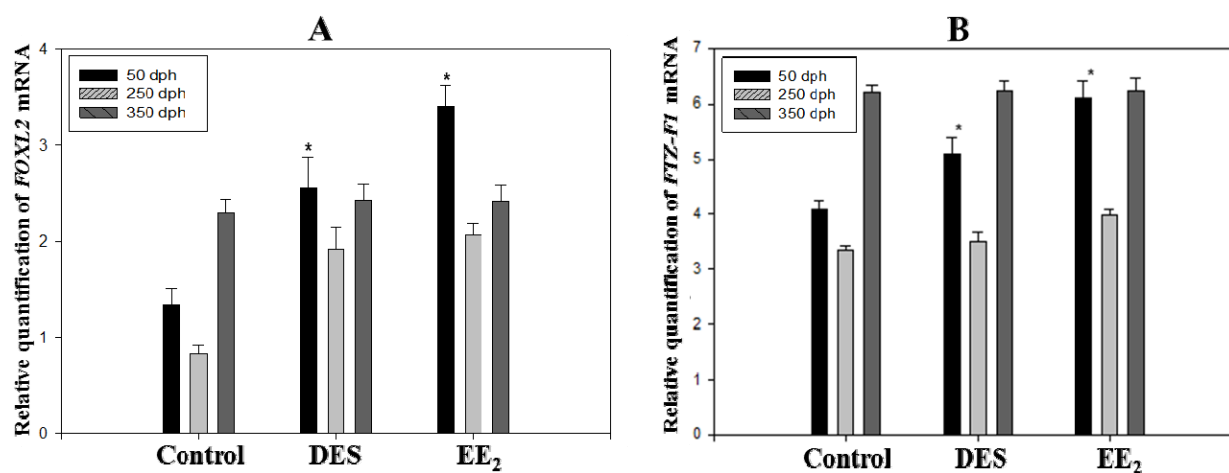 A
Relative quantification of FOXL2 mRNA
4
3
2
1
0
50 dph
250 dph
350 dph
*
*
Control
DES
EE₂
B
Relative quantification of FTZ-F1 mRNA
7
6
5
4
3
2
1
0
50 dph
250 dph
350 dph
*
*
Control
DES
EE₂